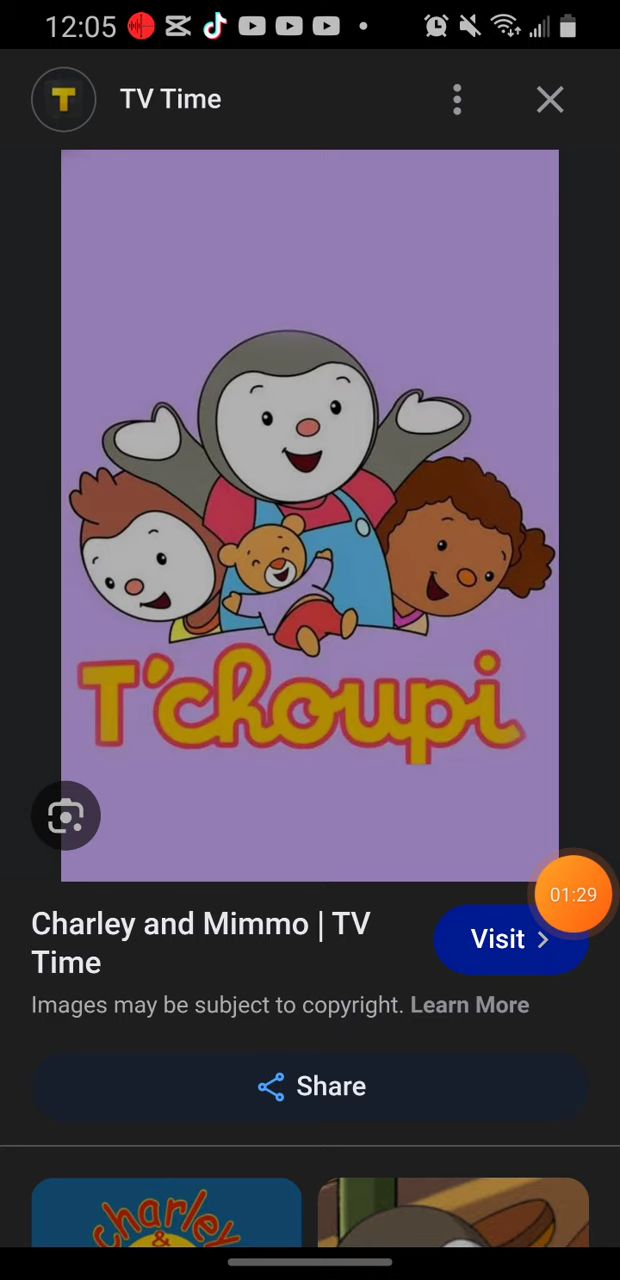 12:05
T TV Time
T'choupi
01:29
Charley and Mimmo | TV
Time
Visit
Images may be subject to copyright. Learn More
Share
charley
&